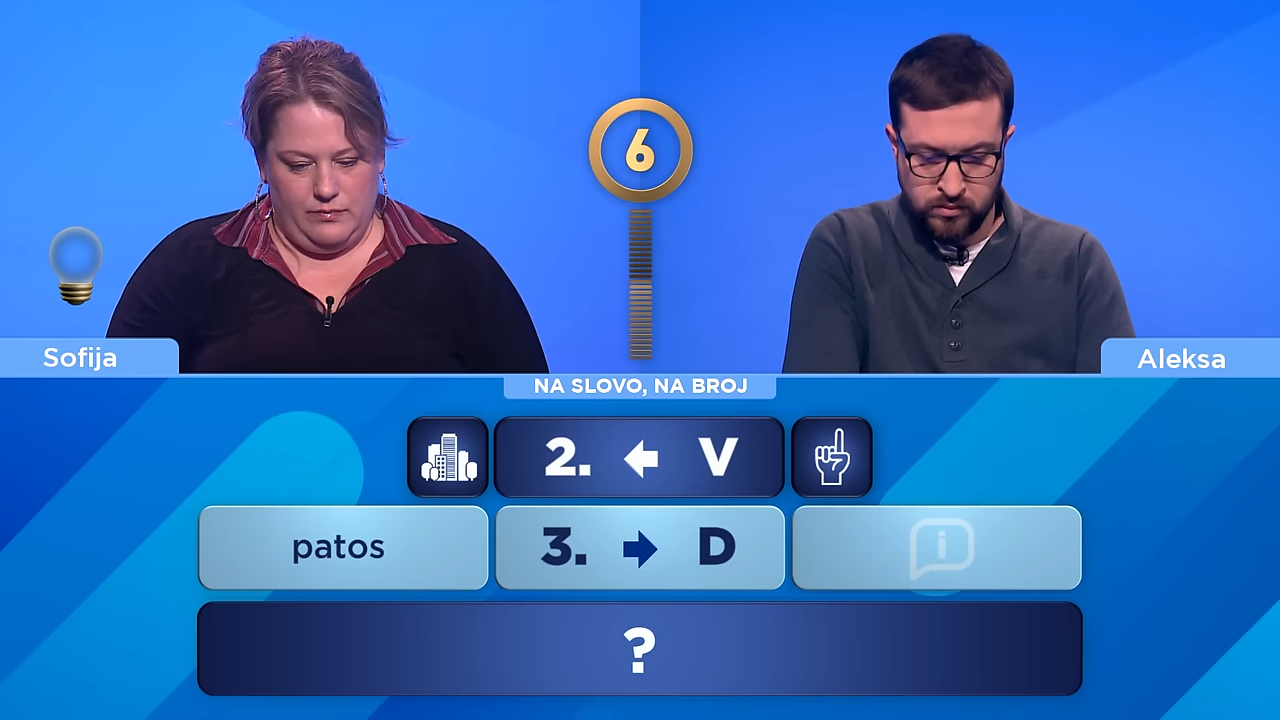 6
Sofija
Aleksa
NA SLOVO, NA BROJ
2. ← V
patos
3. → D
i
?